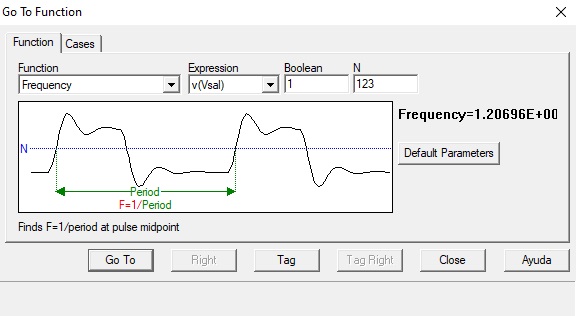 Go To Function
Function Cases
Function Expression Boolean N
Frequency v(Vsal) 1 123
Frequency=1.20696E+00
N
Default Parameters
Period
F=1/Period
Finds F=1/period at pulse midpoint
Go To Right Tag Tag Right Close Ayuda